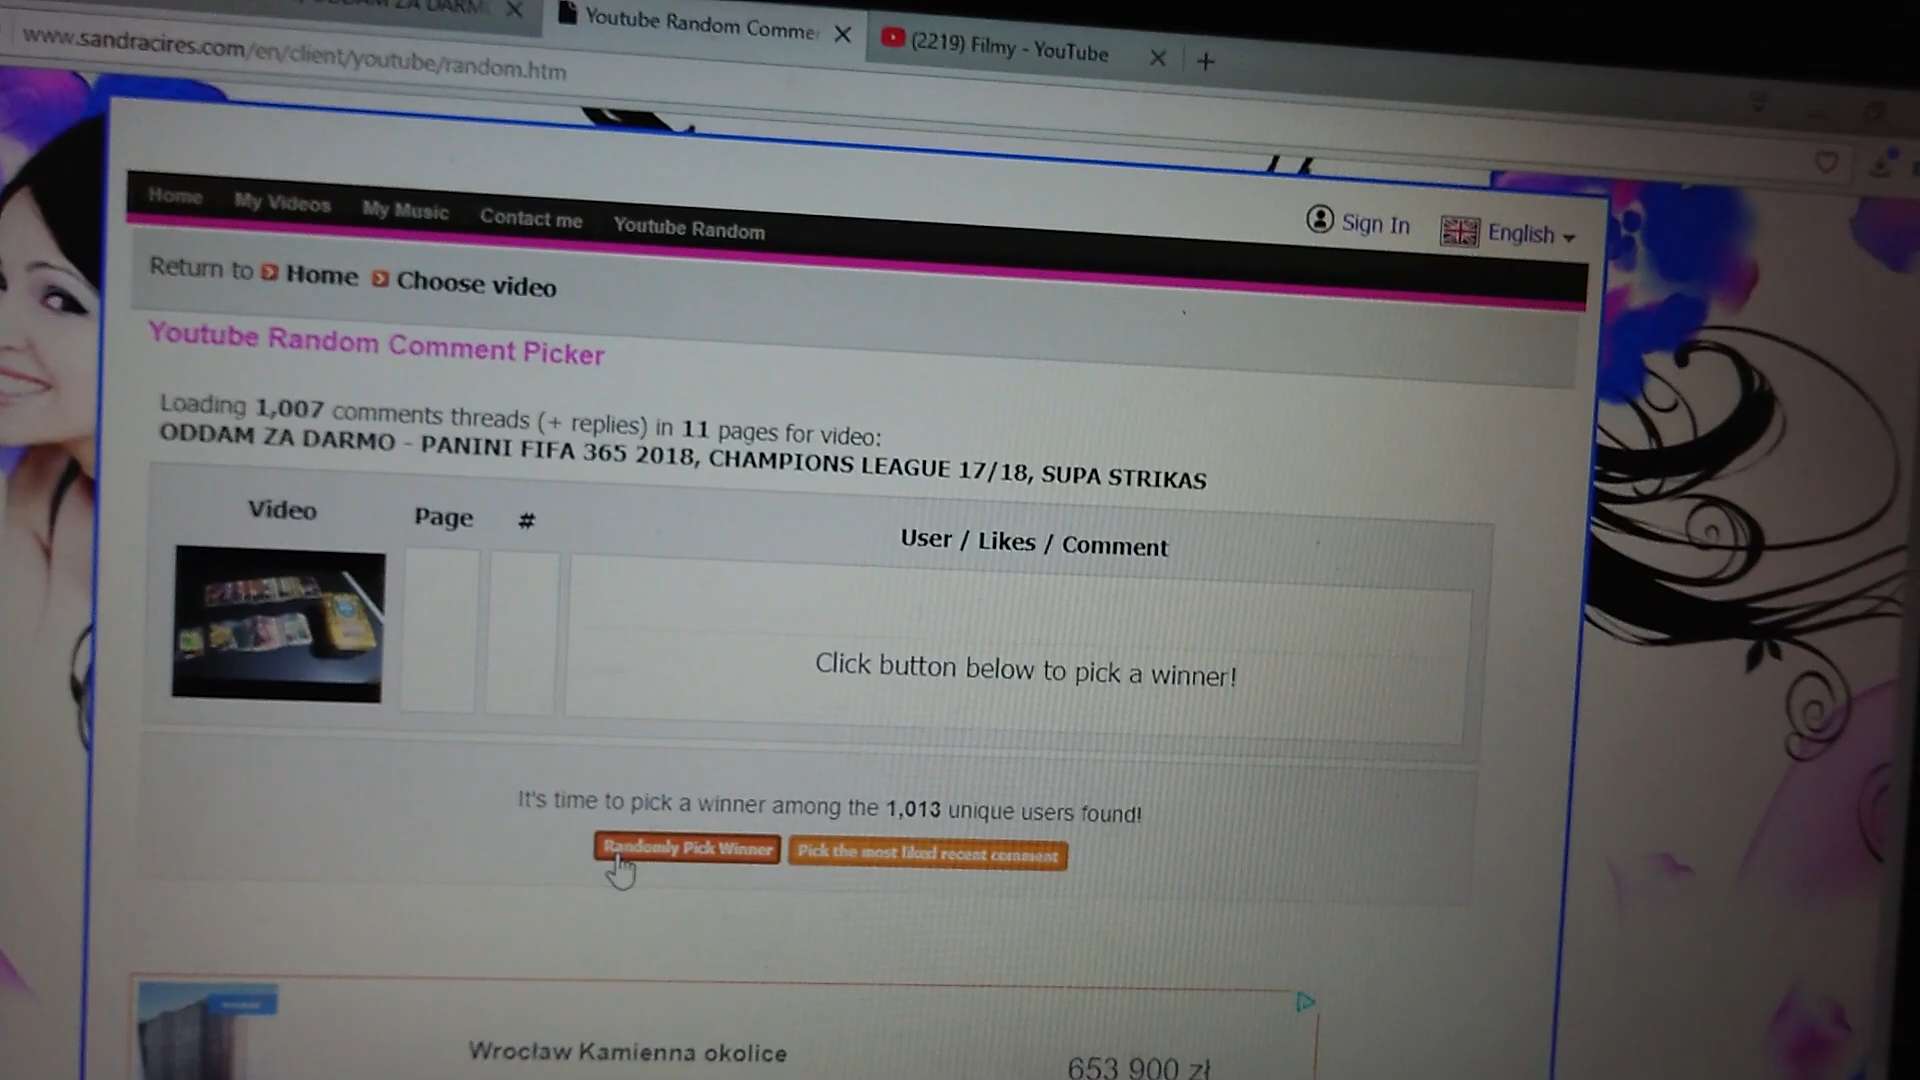 ODDAM ZA DARM
Youtube Random Comme
(2219) Filmy - YouTube
www.sandracires.com/en/client/youtube/random.htm
Home My Videos My Music Contact me Youtube Random
Sign In English
Return to Home Choose video
Youtube Random Comment Picker
Loading 1,007 comments threads (+ replies) in 11 pages for video:
ODDAM ZA DARMO - PANINI FIFA 365 2018, CHAMPIONS LEAGUE 17/18, SUPA STRIKAS
Video Page # User / Likes / Comment
Click button below to pick a winner!
It's time to pick a winner among the 1,013 unique users found!
Randomly Pick Winner Pick the most liked recent comment
Wrocław Kamienna okolice
653 900 zł